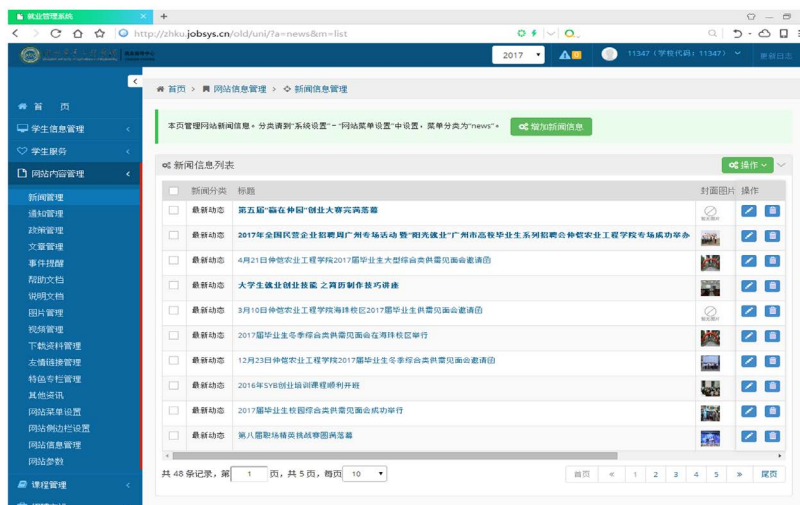 就业管理系统
http://zhku.jobsys.cn/old/uni/?a=news&m=list
2017
11347（学校代码：11347）
更新日志
首页 > 网站信息管理 > 新闻信息管理
首 页
学生信息管理
学生服务
网站内容管理
新闻管理
通知管理
政策管理
文章管理
事件提醒
帮助文档
说明文档
图片管理
视频管理
下载资料管理
友情链接管理
特色专栏管理
其他资讯
网站菜单设置
网站侧边栏设置
网站信息管理
网站参数
课程管理
本页管理网站新闻信息。分类请到"系统设置"-"网站菜单设置"中设置，菜单分类为"news"。
增加新闻信息
新闻信息列表
操作
新闻分类 标题 封面图片 操作
最新动态 第五届“赢在仲园”创业大赛完满落幕
最新动态 2017年全国民营企业招聘周广州专场活动 暨“阳光就业”广州市高校毕业生系列招聘会仲恺农业工程学院专场成功举办
最新动态 4月21日仲恺农业工程学院2017届毕业生大型综合类供需见面会邀请函
最新动态 大学生就业创业技能 之简历制作技巧讲座
最新动态 3月10日仲恺农业工程学院海珠校区2017届毕业生供需见面会邀请函
最新动态 2017届毕业生冬季综合类供需见面会在海珠校区举行
最新动态 12月23日仲恺农业工程学院2017届毕业生冬季综合类供需见面会邀请函
最新动态 2016年SYB创业培训课程顺利开班
最新动态 2017届毕业生校园综合类供需见面会成功举行
最新动态 第八届职场精英挑战赛圆满落幕
共 48 条记录，第 1 页，共 5 页，每页 10
首页 « 1 2 3 4 5 » 尾页